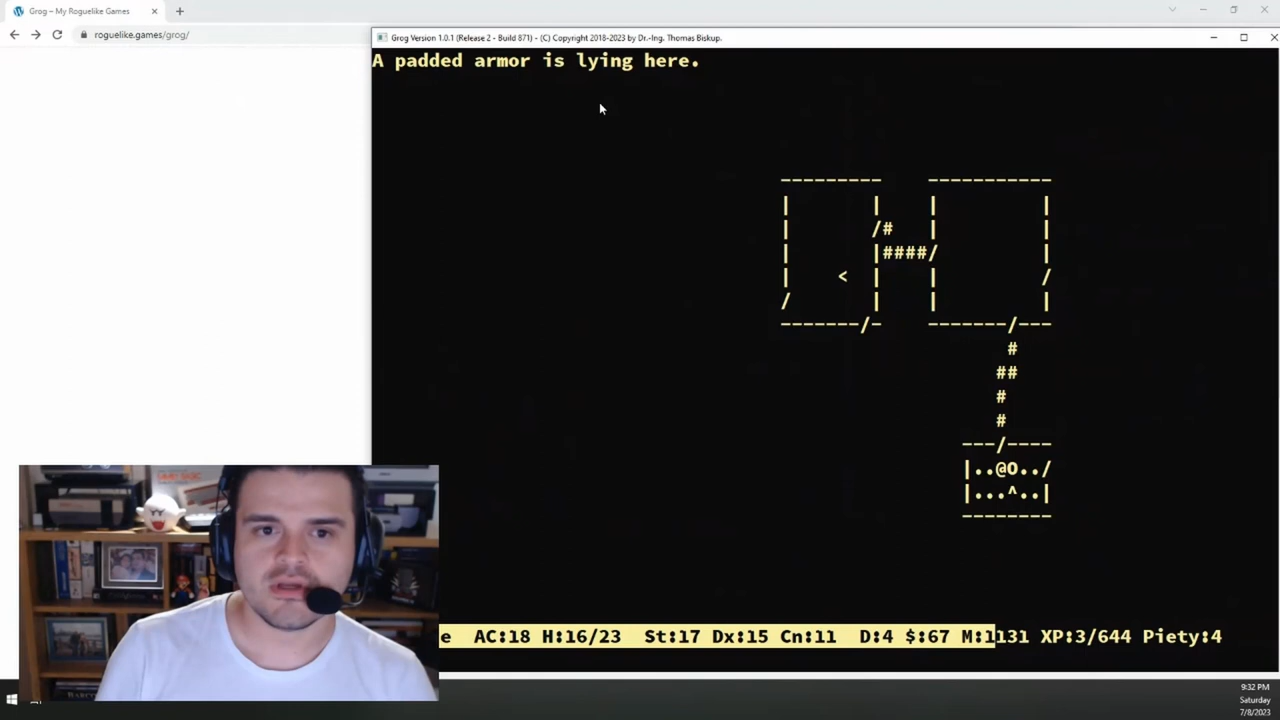 Grog – My Roguelike Games
roguelike.games/grog/
Grog Version 1.0.1 (Release 2 - Build 871) - (C) Copyright 2018-2023 by Dr.-Ing. Thomas Biskup.
A padded armor is lying here.
--------- -----------
| | | |
| /# | |
| |####/ |
| < | | /
/ | | |
-------/- -------/---
#
##
#
#
---/----
|..@O../
|...^..|
--------
e AC:18 H:16/23 St:17 Dx:15 Cn:11 D:4 $:67 M:1131 XP:3/644 Piety:4
9:32 PM
Saturday
7/8/2023